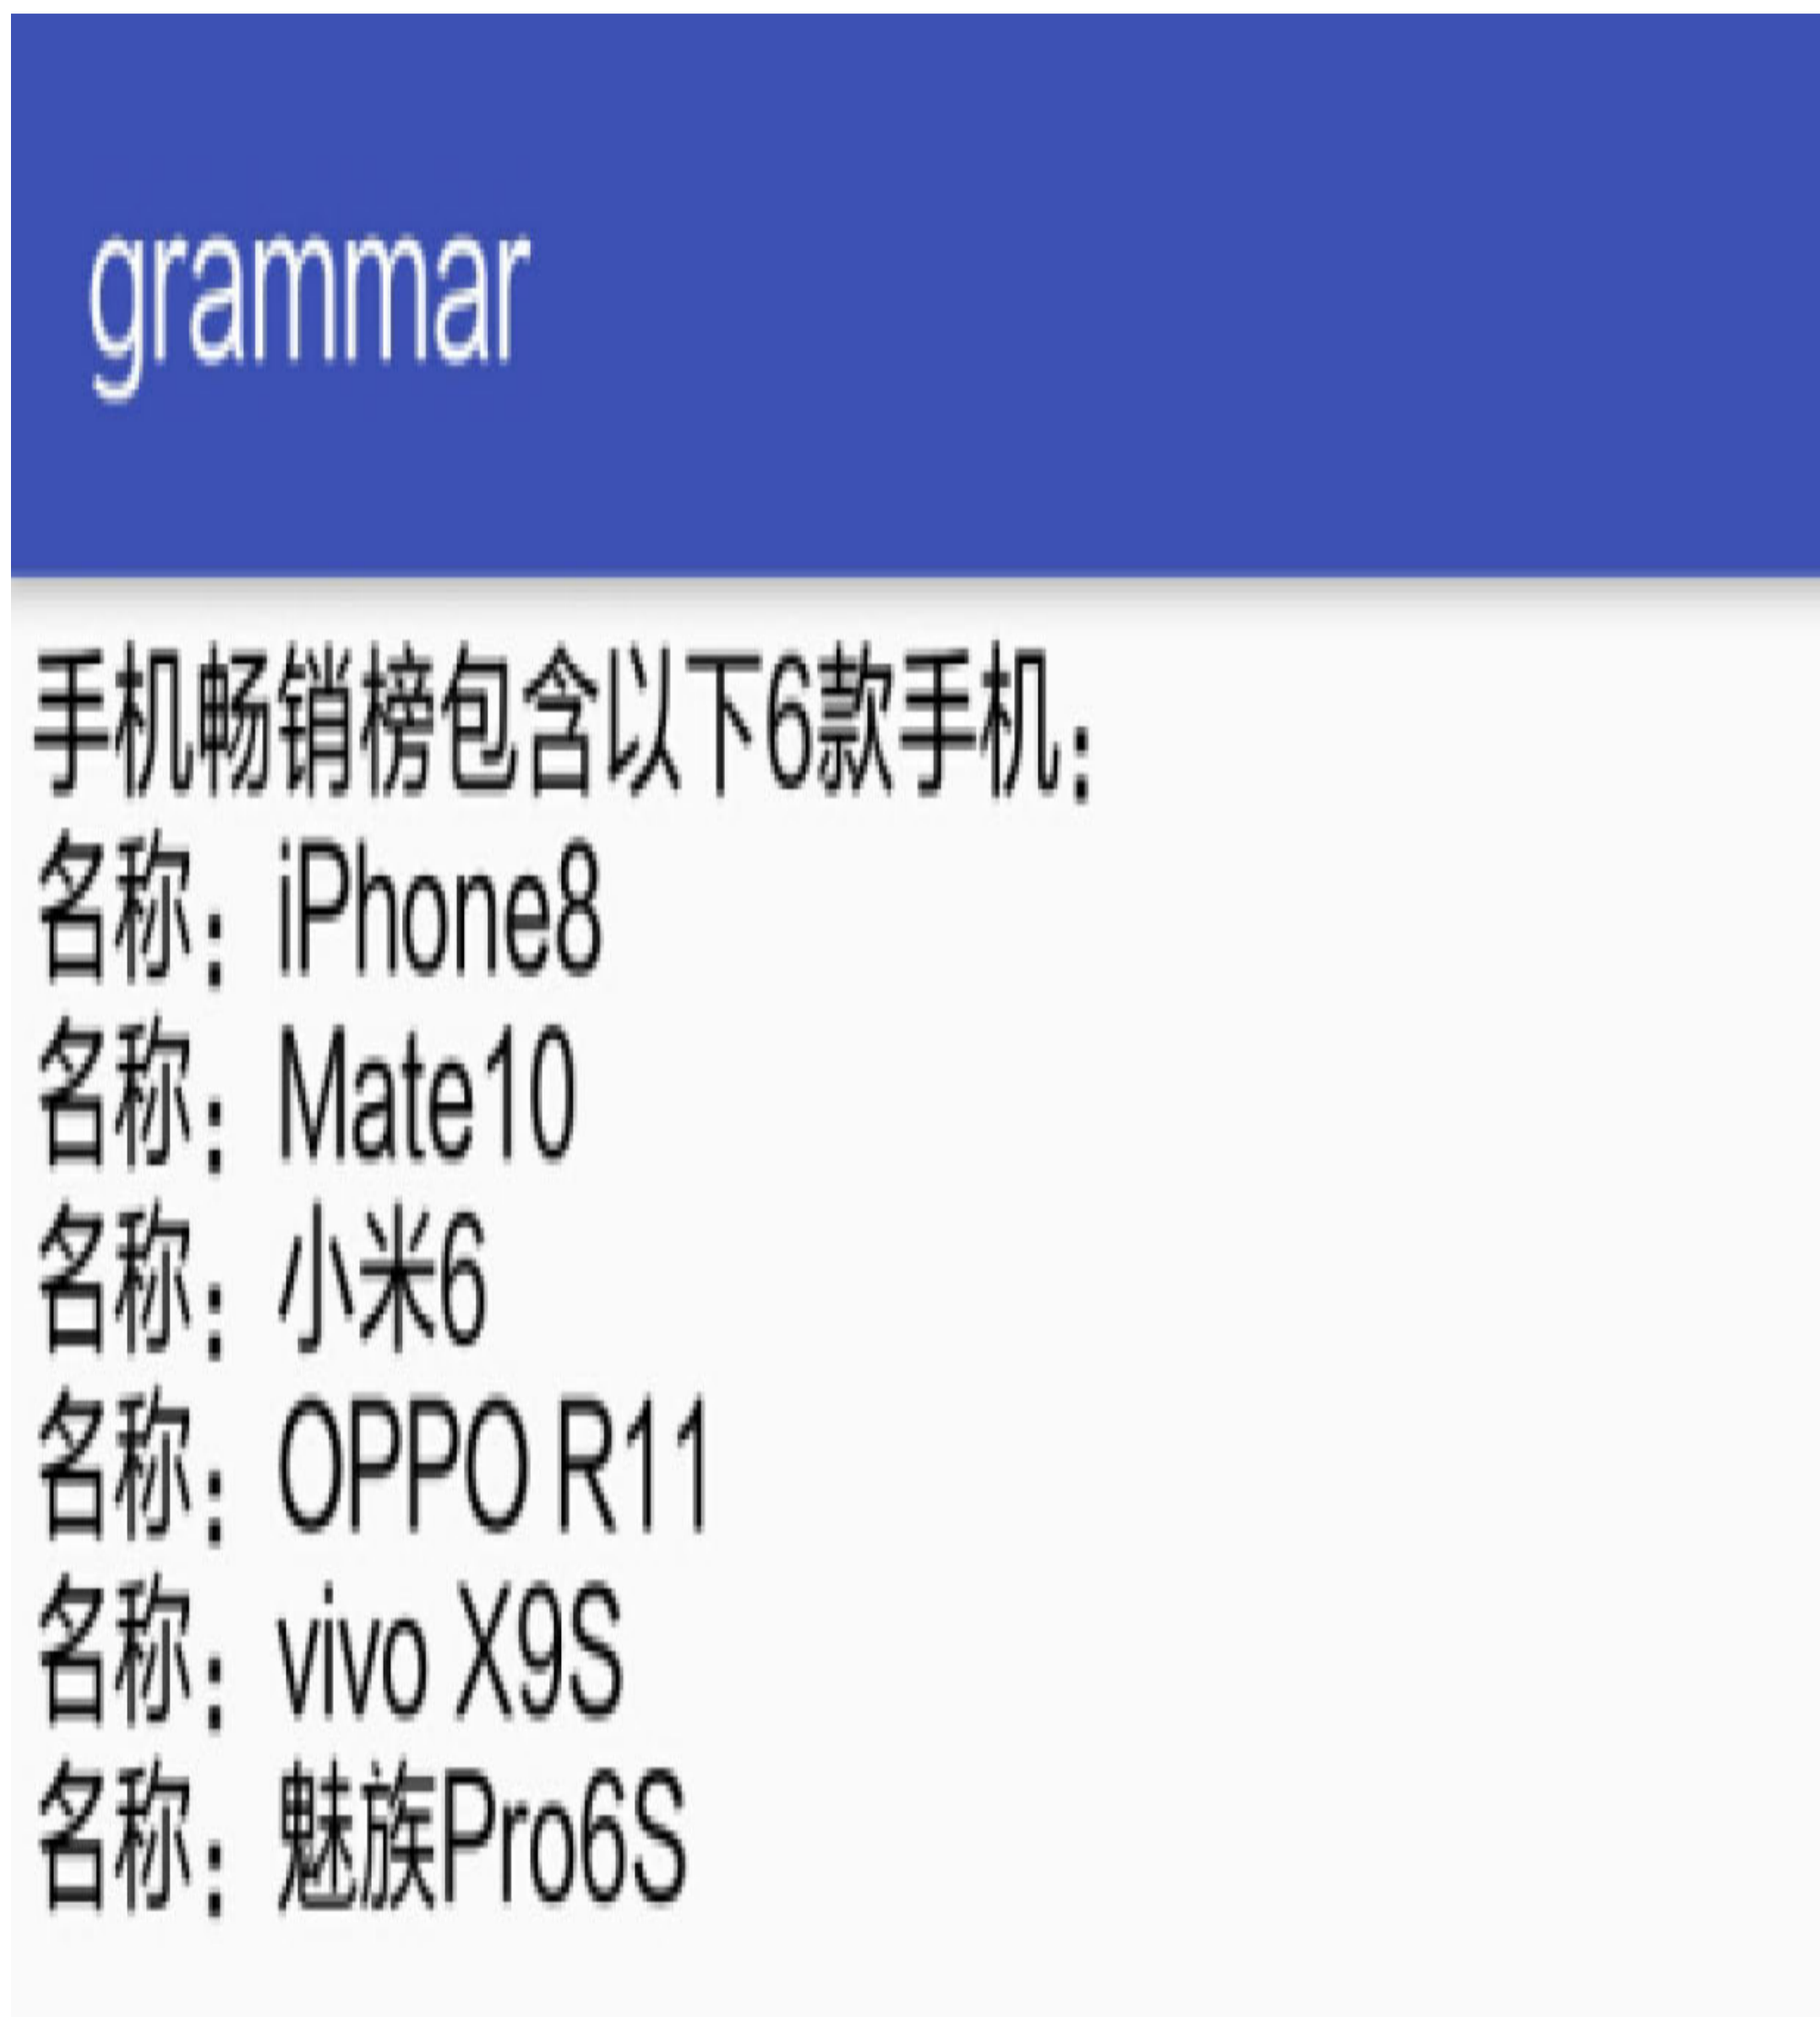 grammar
手机畅销榜包含以下6款手机：
名称：iPhone8
名称：Mate10
名称：小米6
名称：OPPO R11
名称：vivo X9S
名称：魅族Pro6S